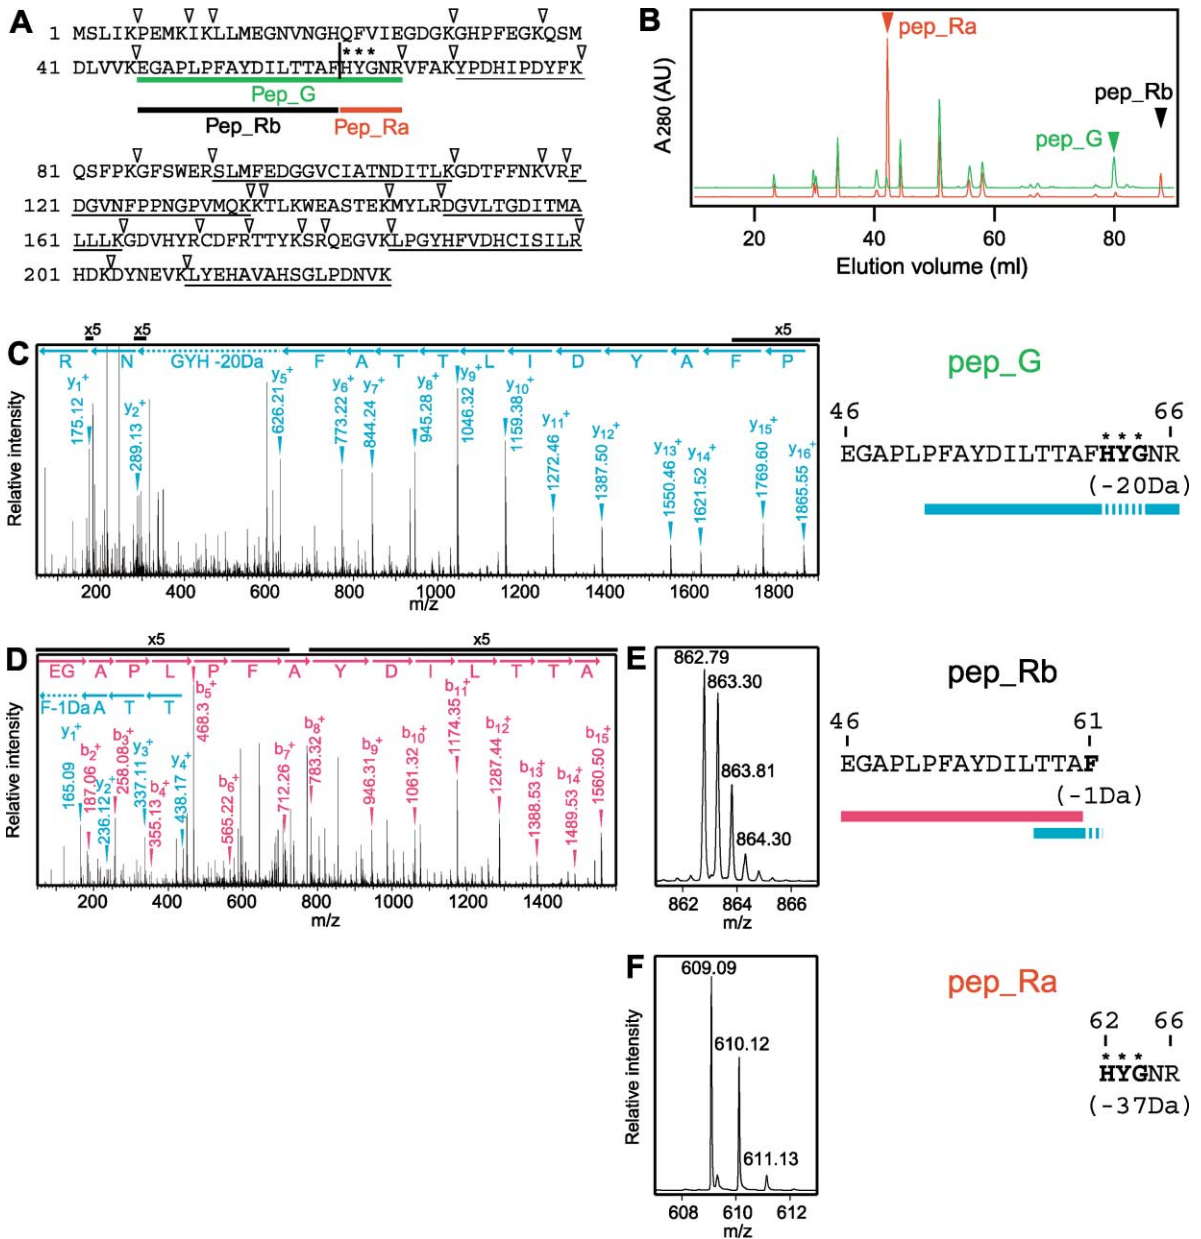 A
1 MSLIKPEMKIKLLMEGNVNGHQFVIEGDGKGHPFEGKQSM
***
41 DLVVKEGAPLPFAYDILTTAFHYGNRVFAKYPDHIPDYFK
Pep_G
Pep_Rb Pep_Ra
81 QSFPKGFSWERSLMFEDGGVCIATNDITLKGDTFFNKVRF
121 DGVNFPPNGPVMQKKTLKWEASTEKMYLRDGVLTGDITMA
161 LLLKGDVHYRCDFRTTYKSRQEGVKLPGYHFVDHCISILR
201 HDKDYNEVKLYEHAVAHSGLPDNVK
B
pep_Ra
pep_Rb
pep_G
A280 (AU)
20 40 60 80
Elution volume (ml)
C
x5 x5 x5
R N GYH -20Da F A T T L I D Y A F P
y1+ 175.12
y2+ 289.13
y5+ 626.21
y6+ 773.22
y7+ 844.24
y8+ 945.28
y9+ 1046.32
y10+ 1159.38
y11+ 1272.46
y12+ 1387.50
y13+ 1550.46
y14+ 1621.52
y15+ 1769.60
y16+ 1865.55
Relative intensity
200 400 600 800 1000 1200 1400 1600 1800
m/z
pep_G
46 66
***
EGAPLPFAYDILTTAFHYGNR
(-20Da)
D
x5 x5
EG A P L P F A Y D I L T T A
F-1Da A T T
y1+ 165.09
b2+ 187.06
y2+ 236.12
b3+ 258.08
y3+ 337.11
b4+ 355.13
y4+ 438.17
b5+ 468.3
b6+ 565.22
b7+ 712.26
b8+ 783.32
b9+ 946.31
b10+ 1061.32
b11+ 1174.35
b12+ 1287.44
b13+ 1388.53
b14+ 1489.53
b15+ 1560.50
Relative intensity
200 400 600 800 1000 1200 1400
m/z
E
862.79
863.30
863.81
864.30
862 864 866
m/z
pep_Rb
46 61
EGAPLPFAYDILTTAF
(-1Da)
F
609.09
610.12
611.13
Relative intensity
608 610 612
m/z
pep_Ra
62 66
***
HYGNR
(-37Da)